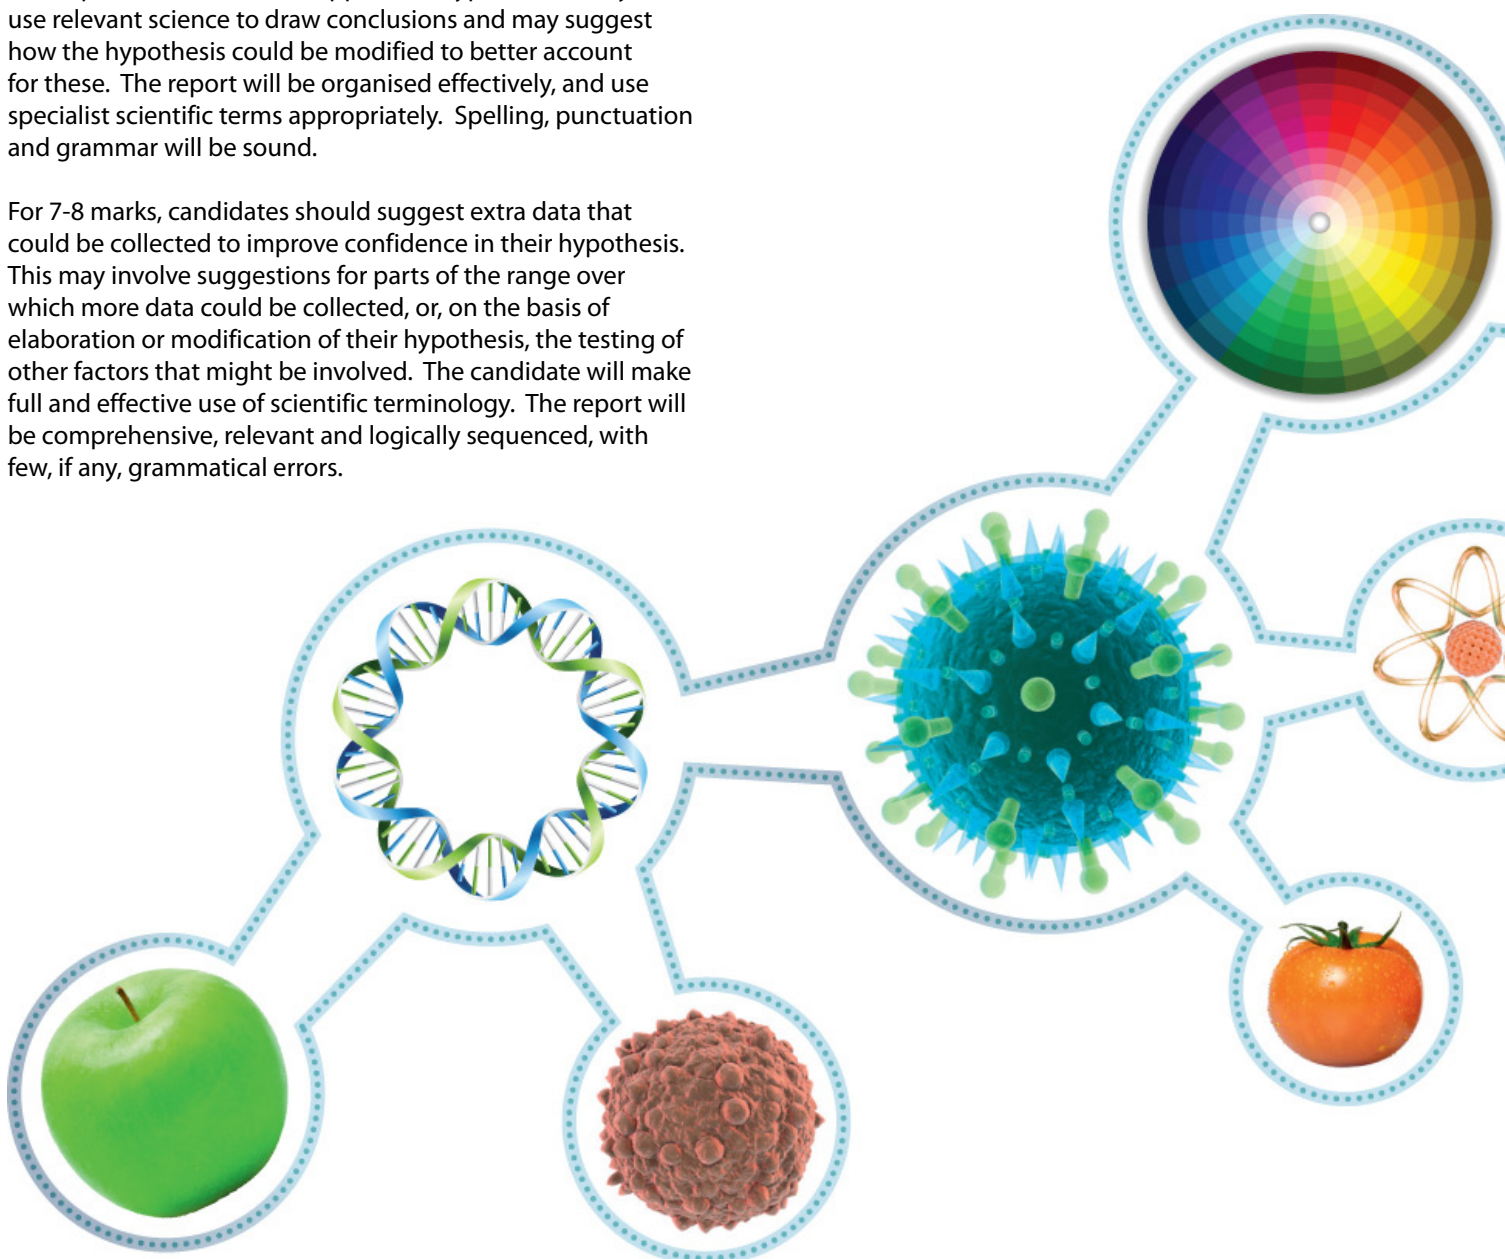 use relevant science to draw conclusions and may suggest
how the hypothesis could be modified to better account
for these. The report will be organised effectively, and use
specialist scientific terms appropriately. Spelling, punctuation
and grammar will be sound.
For 7-8 marks, candidates should suggest extra data that
could be collected to improve confidence in their hypothesis.
This may involve suggestions for parts of the range over
which more data could be collected, or, on the basis of
elaboration or modification of their hypothesis, the testing of
other factors that might be involved. The candidate will make
full and effective use of scientific terminology. The report will
be comprehensive, relevant and logically sequenced, with
few, if any, grammatical errors.